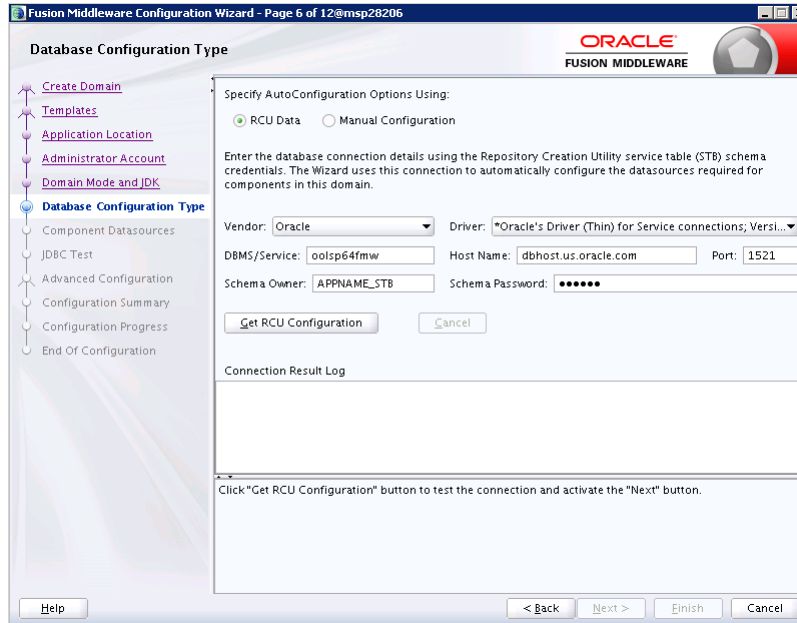 Fusion Middleware Configuration Wizard - Page 6 of 12@msp28206
Database Configuration Type
ORACLE
FUSION MIDDLEWARE
Create Domain
Templates
Application Location
Administrator Account
Domain Mode and JDK
Database Configuration Type
Component Datasources
JDBC Test
Advanced Configuration
Configuration Summary
Configuration Progress
End Of Configuration
Specify AutoConfiguration Options Using:
RCU Data Manual Configuration
Enter the database connection details using the Repository Creation Utility service table (STB) schema
credentials. The Wizard uses this connection to automatically configure the datasources required for
components in this domain.
Vendor: Oracle Driver: *Oracle's Driver (Thin) for Service connections; Versi...
DBMS/Service: oolsp64fmw Host Name: dbhost.us.oracle.com Port: 1521
Schema Owner: APPNAME_STB Schema Password: ••••••
Get RCU Configuration Cancel
Connection Result Log
Click "Get RCU Configuration" button to test the connection and activate the "Next" button.
Help < Back Next > Finish Cancel